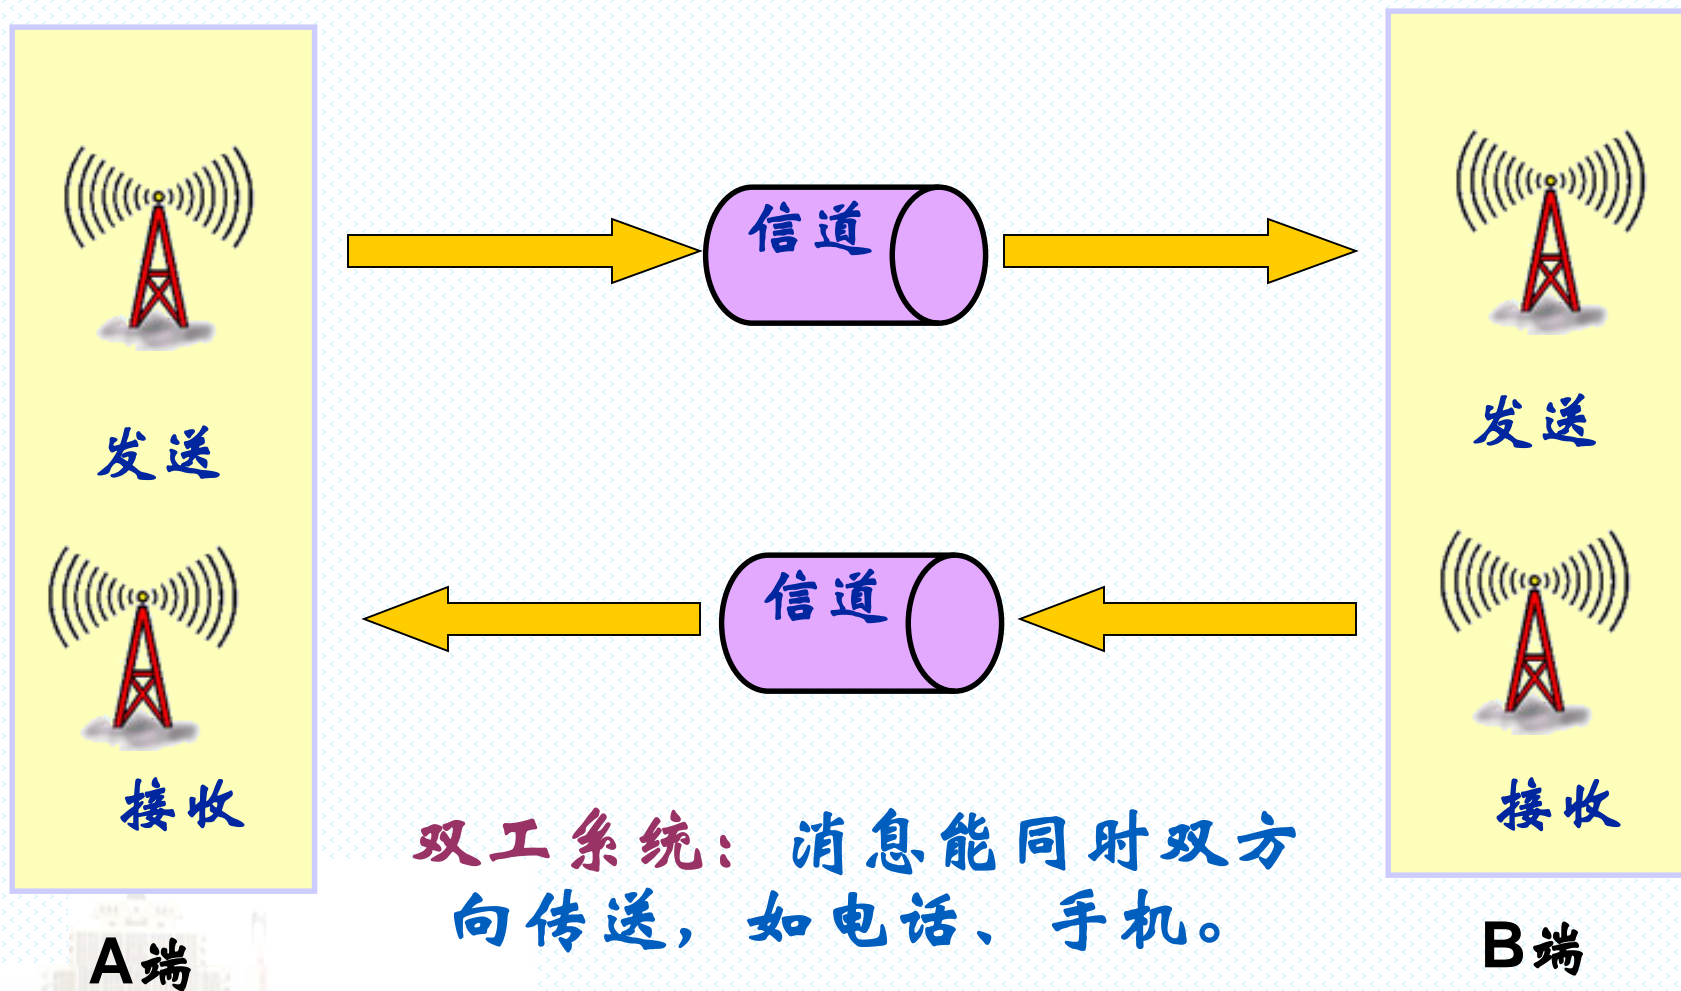 信道
发送
发送
信道
接收
接收
双工系统：消息能同时双方
向传送，如电话、手机。
A端
B端